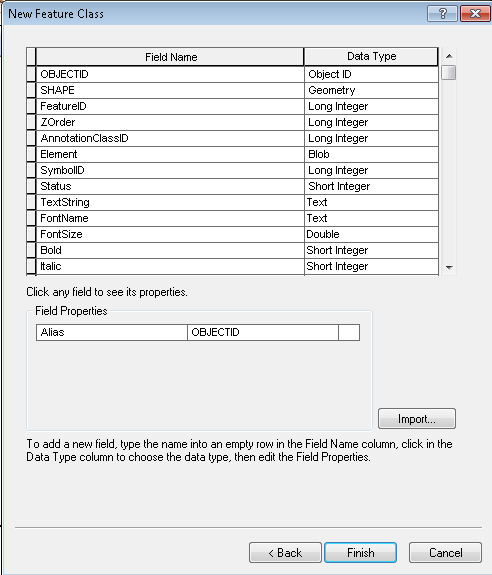 New Feature Class
Field Name Data Type
OBJECTID Object ID
SHAPE Geometry
FeatureID Long Integer
ZOrder Long Integer
AnnotationClassID Long Integer
Element Blob
SymbolID Long Integer
Status Short Integer
TextString Text
FontName Text
FontSize Double
Bold Short Integer
Italic Short Integer
Click any field to see its properties.
Field Properties
Alias OBJECTID
Import...
To add a new field, type the name into an empty row in the Field Name column, click in the
Data Type column to choose the data type, then edit the Field Properties.
< Back Finish Cancel